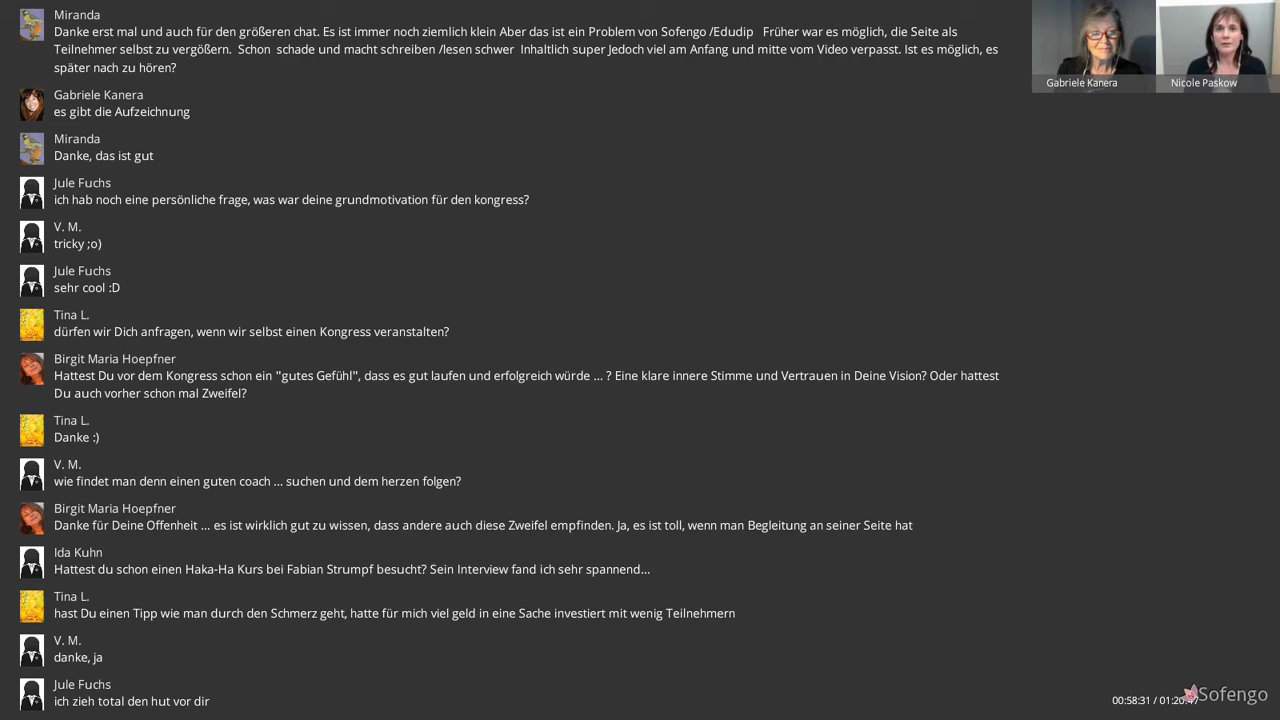 Miranda
Danke erst mal und auch für den größeren chat. Es ist immer noch ziemlich klein Aber das ist ein Problem von Sofengo /Edudip   Früher war es möglich, die Seite als
Teilnehmer selbst zu vergößern.  Schon  schade und macht schreiben /lesen schwer  Inhaltlich super Jedoch viel am Anfang und mitte vom Video verpasst. Ist es möglich, es
später nach zu hören?
Gabriele Kanera
es gibt die Aufzeichnung
Miranda
Danke, das ist gut
Jule Fuchs
ich hab noch eine persönliche frage, was war deine grundmotivation für den kongress?
V. M.
tricky ;o)
Jule Fuchs
sehr cool :D
Tina L.
dürfen wir Dich anfragen, wenn wir selbst einen Kongress veranstalten?
Birgit Maria Hoepfner
Hattest Du vor dem Kongress schon ein "gutes Gefühl", dass es gut laufen und erfolgreich würde ... ? Eine klare innere Stimme und Vertrauen in Deine Vision? Oder hattest
Du auch vorher schon mal Zweifel?
Tina L.
Danke :)
V. M.
wie findet man denn einen guten coach ... suchen und dem herzen folgen?
Birgit Maria Hoepfner
Danke für Deine Offenheit ... es ist wirklich gut zu wissen, dass andere auch diese Zweifel empfinden. Ja, es ist toll, wenn man Begleitung an seiner Seite hat
Ida Kuhn
Hattest du schon einen Haka-Ha Kurs bei Fabian Strumpf besucht? Sein Interview fand ich sehr spannend...
Tina L.
hast Du einen Tipp wie man durch den Schmerz geht, hatte für mich viel geld in eine Sache investiert mit wenig Teilnehmern
V. M.
danke, ja
Jule Fuchs
ich zieh total den hut vor dir
Gabriele Kanera
Nicole Paskow
00:58:31 /
Sofengo